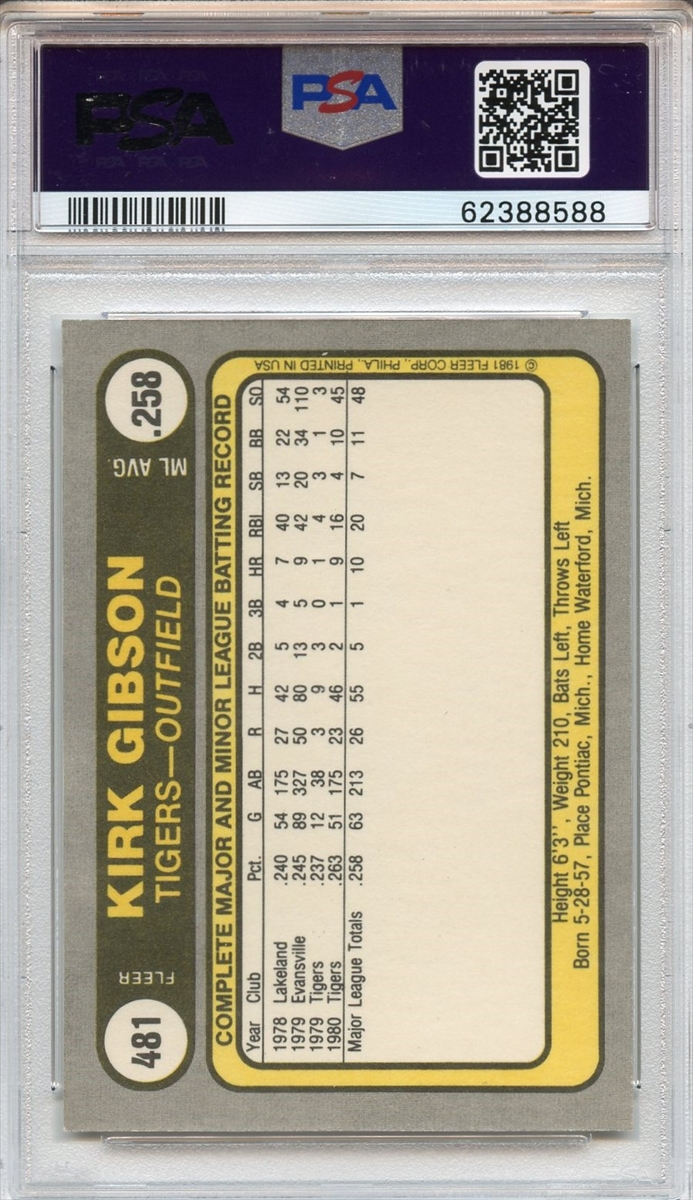 PSA
PSA
62388588
481
FLEER
KIRK GIBSON
TIGERS—OUTFIELD
ML AVG.
.258
COMPLETE MAJOR AND MINOR LEAGUE BATTING RECORD
Year Club Pct. G AB R H 2B 3B HR RBI SB BB SO
1978 Lakeland .240 54 175 27 42 5 4 7 40 13 22 54
1979 Evansville .245 89 327 50 80 13 5 9 42 20 34 110
1979 Tigers .237 12 38 3 9 3 0 1 4 3 1 3
1980 Tigers .263 51 175 23 46 2 1 9 16 4 10 45
Major League Totals .258 63 213 26 55 5 1 10 20 7 11 48
Height 6'3'', Weight 210, Bats Left, Throws Left
Born 5-28-57, Place Pontiac, Mich., Home Waterford, Mich.
© 1981 FLEER CORP., PHILA., PRINTED IN USA